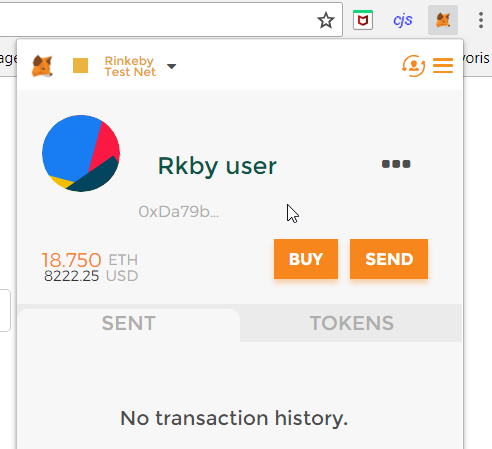 cjs
Rinkeby
Test Net
Rkby user
0xDa79b...
18.750 ETH
8222.25 USD
BUY
SEND
SENT
TOKENS
No transaction history.